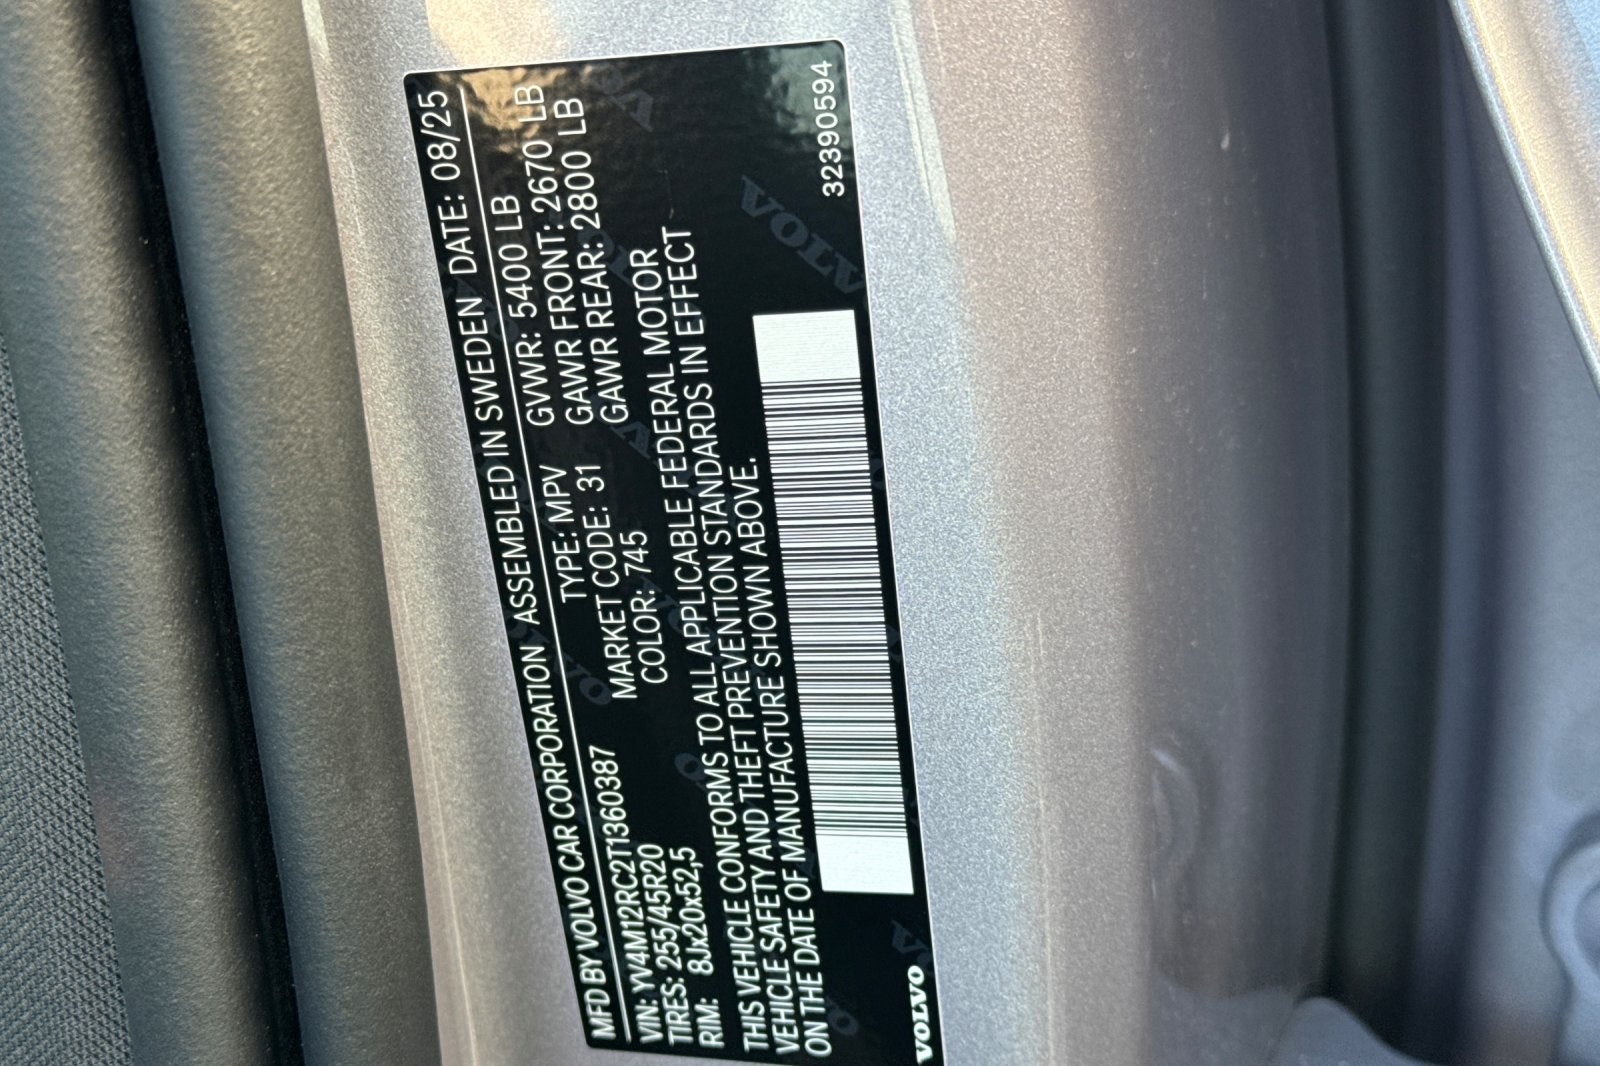 MFD BY VOLVO CAR CORPORATION ASSEMBLED IN SWEDEN DATE: 08/25
VIN: YV4M12RC2T1360387 TYPE: MPV GVWR: 5400 LB
TIRES: 255/45R20 MARKET CODE: 31 GAWR FRONT: 2670 LB
RIM: 8Jx20x52,5 COLOR: 745 GAWR REAR: 2800 LB
THIS VEHICLE CONFORMS TO ALL APPLICABLE FEDERAL MOTOR
VEHICLE SAFETY AND THEFT PREVENTION STANDARDS IN EFFECT
ON THE DATE OF MANUFACTURE SHOWN ABOVE.
VOLVO
32390594